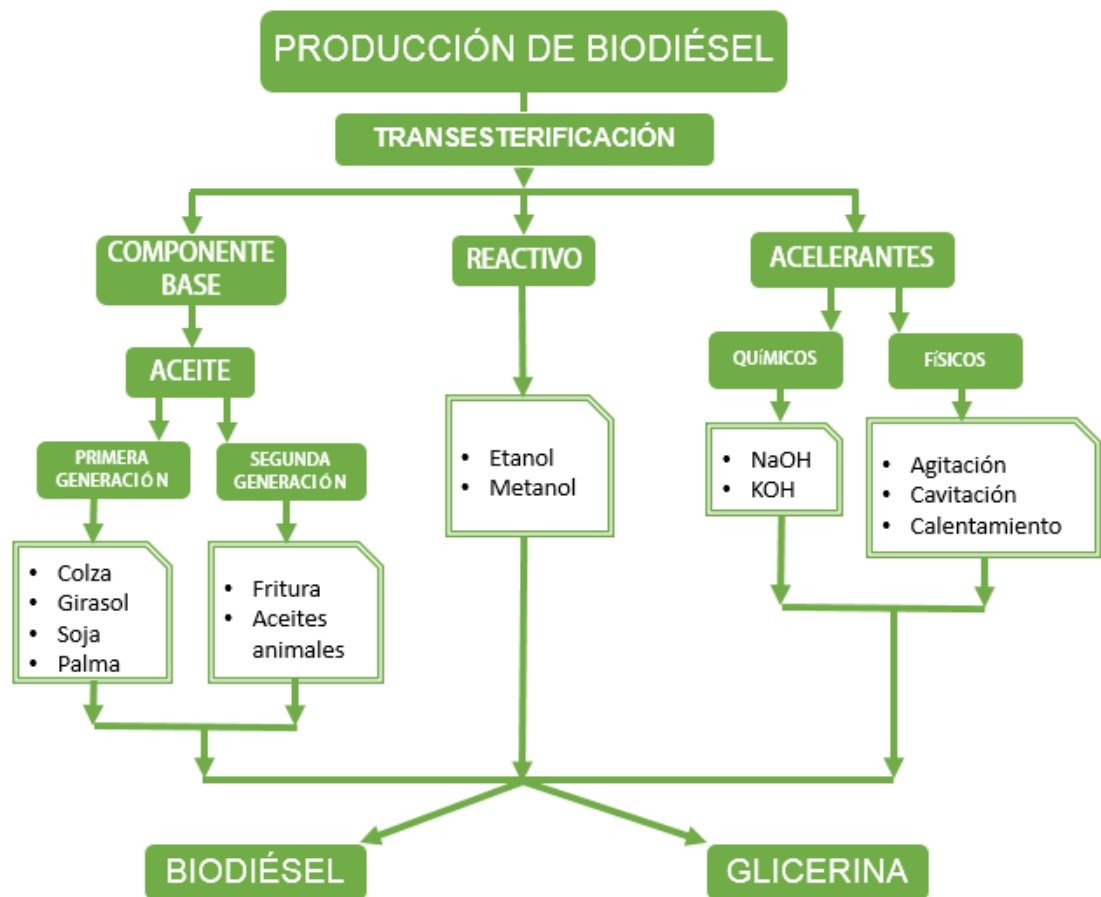 PRODUCCIÓN DE BIODIÉSEL
TRANSESTERIFICACIÓN
COMPONENTE
BASE
REACTIVO
ACELERANTES
ACEITE
QUíMICOS
FíSICOS
PRIMERA
GENERACIÓN
SEGUNDA
GENERACIÓN
• Colza
• Girasol
• Soja
• Palma
• Fritura
• Aceites
animales
• Etanol
• Metanol
• NaOH
• KOH
• Agitación
• Cavitación
• Calentamiento
BIODIÉSEL
GLICERINA